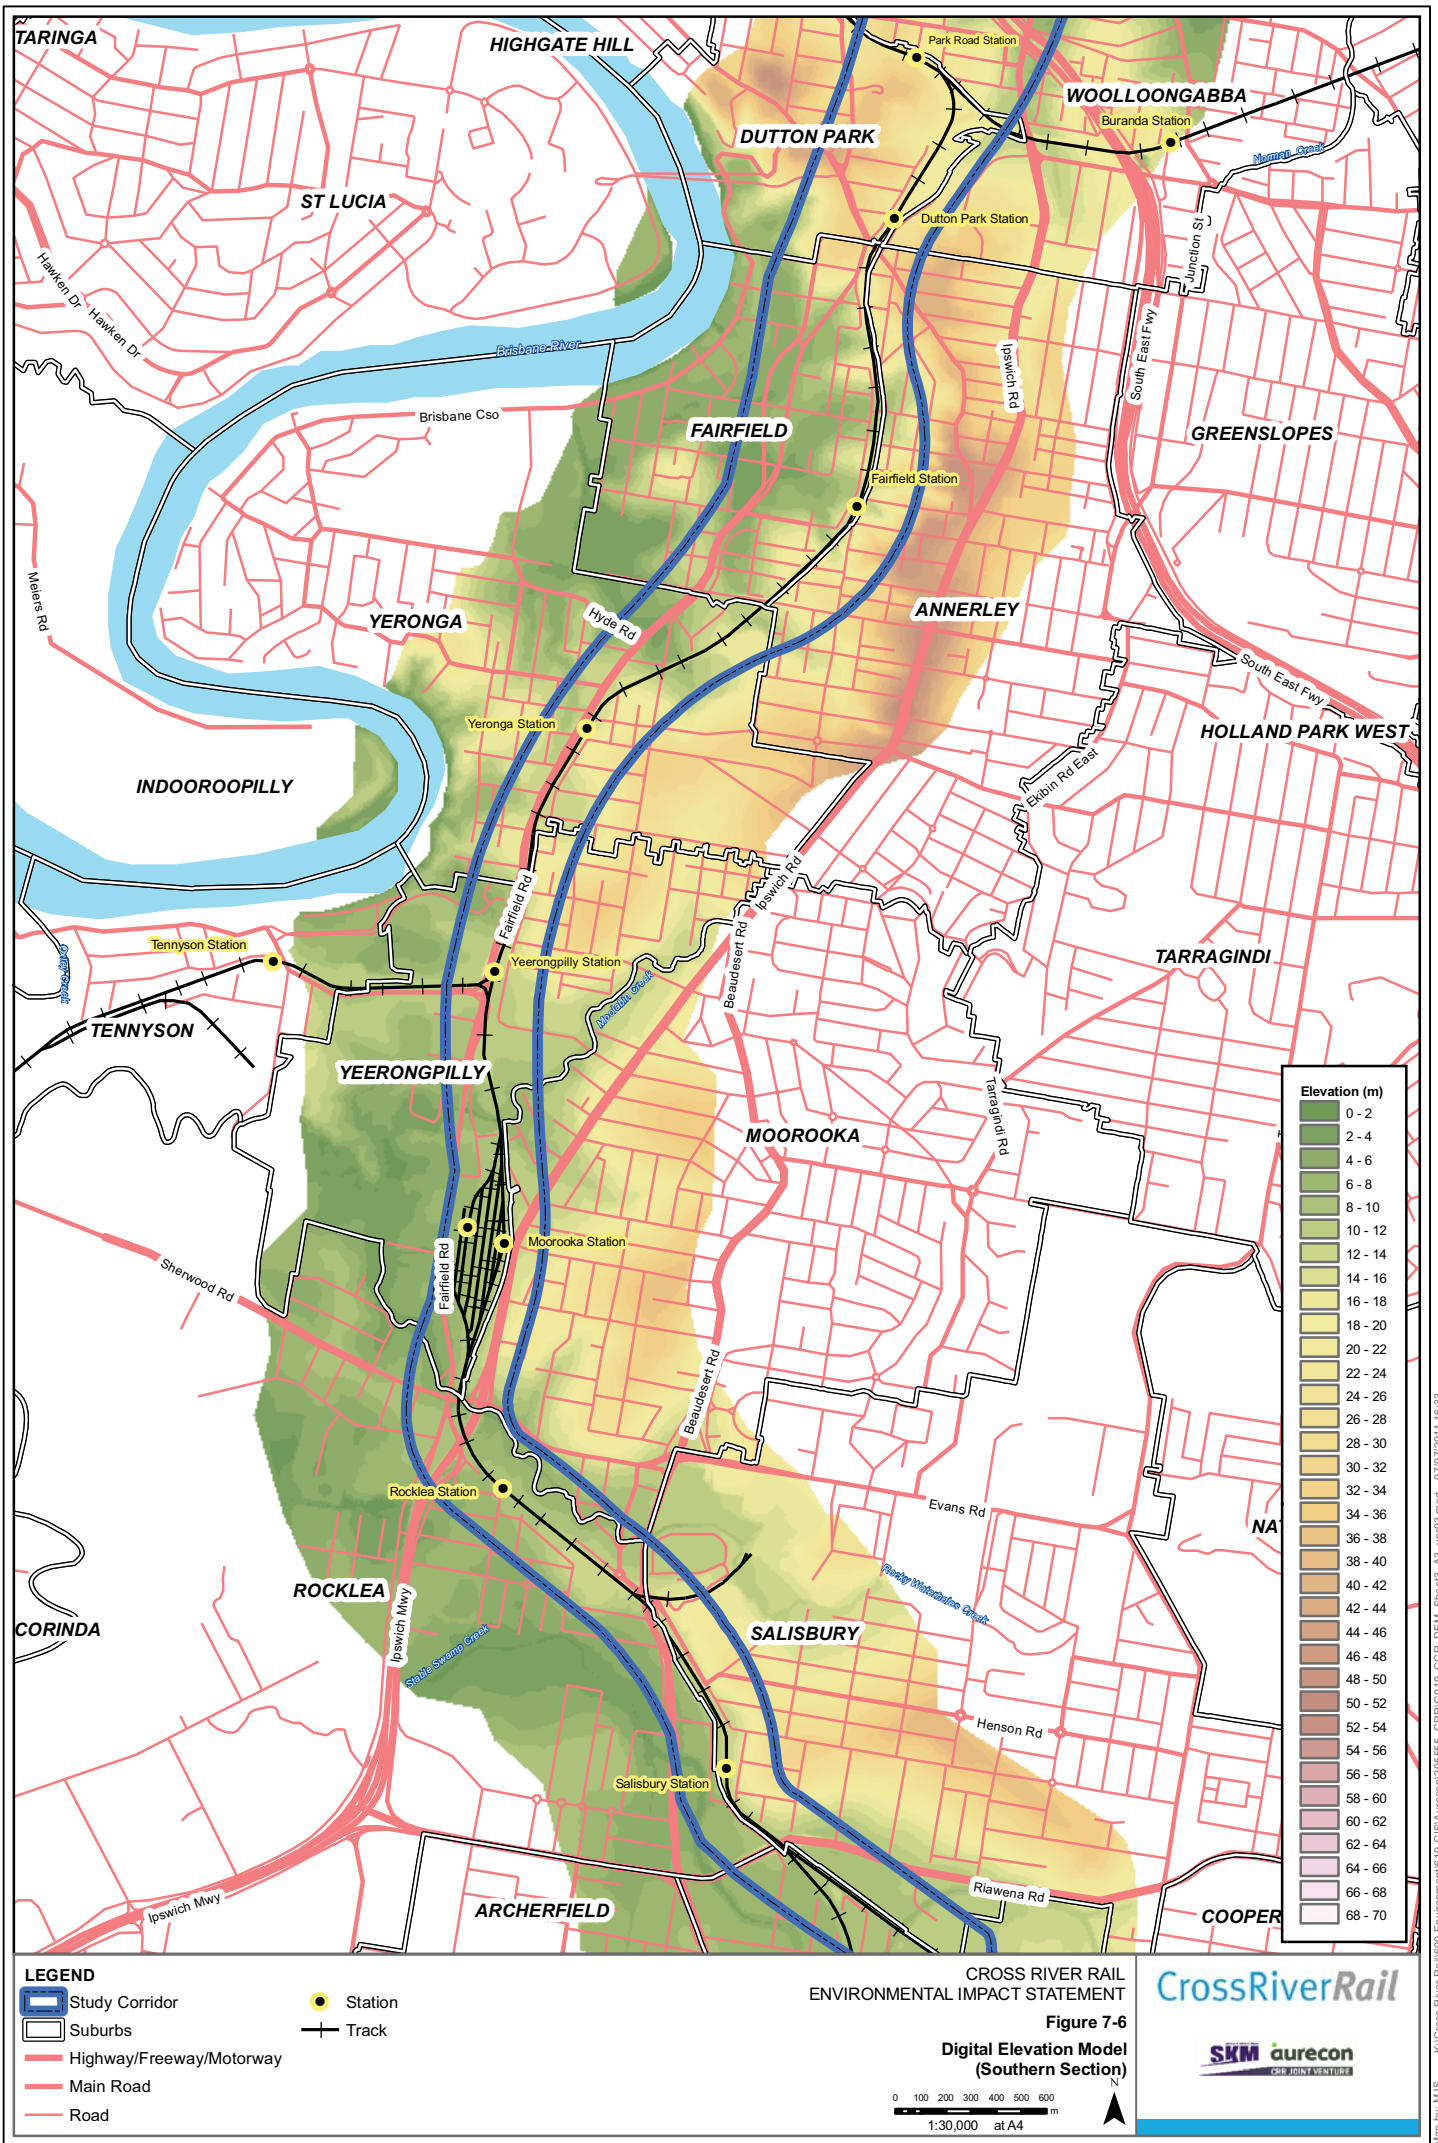 TARINGA
HIGHGATE HILL
Park Road Station
WOOLLOONGABBA
Buranda Station
DUTTON PARK
Norman Creek
ST LUCIA
Dutton Park Station
Junction St
Hawken Dr
Hawken Dr
Brisbane River
South East Fwy
Ipswich Rd
Brisbane Cso
FAIRFIELD
GREENSLOPES
Fairfield Station
Meiers Rd
YERONGA
Hyde Rd
ANNERLEY
South East Fwy
Yeronga Station
HOLLAND PARK WEST
INDOOROOPILLY
Ekibin Rd East
Ipswich Rd
Fairfield Rd
Beaudesert Rd
Tennyson Station
Yeerongpilly Station
TARRAGINDI
Oxley Creek
Moolabin Creek
TENNYSON
YEERONGPILLY
Tarragindi Rd
MOOROOKA
Moorooka Station
Fairfield Rd
Sherwood Rd
Beaudesert Rd
Rocklea Station
Evans Rd
NAT
Rocky Waterholes Creek
ROCKLEA
Ipswich Mwy
CORINDA
SALISBURY
Stable Swamp Creek
Henson Rd
Salisbury Station
Riawena Rd
Ipswich Mwy
ARCHERFIELD
COOPER
Elevation (m)
0 - 2
2 - 4
4 - 6
6 - 8
8 - 10
10 - 12
12 - 14
14 - 16
16 - 18
18 - 20
20 - 22
22 - 24
24 - 26
26 - 28
28 - 30
30 - 32
32 - 34
34 - 36
36 - 38
38 - 40
40 - 42
42 - 44
44 - 46
46 - 48
48 - 50
50 - 52
52 - 54
54 - 56
56 - 58
58 - 60
60 - 62
62 - 64
64 - 66
66 - 68
68 - 70
LEGEND
Study Corridor
Suburbs
Highway/Freeway/Motorway
Main Road
Road
Station
Track
CROSS RIVER RAIL
ENVIRONMENTAL IMPACT STATEMENT
Figure 7-6
Digital Elevation Model
(Southern Section)
N
0 100 200 300 400 500 600
m
1:30,000 at A4
CrossRiverRail
SKM aurecon
CRR JOINT VENTURE